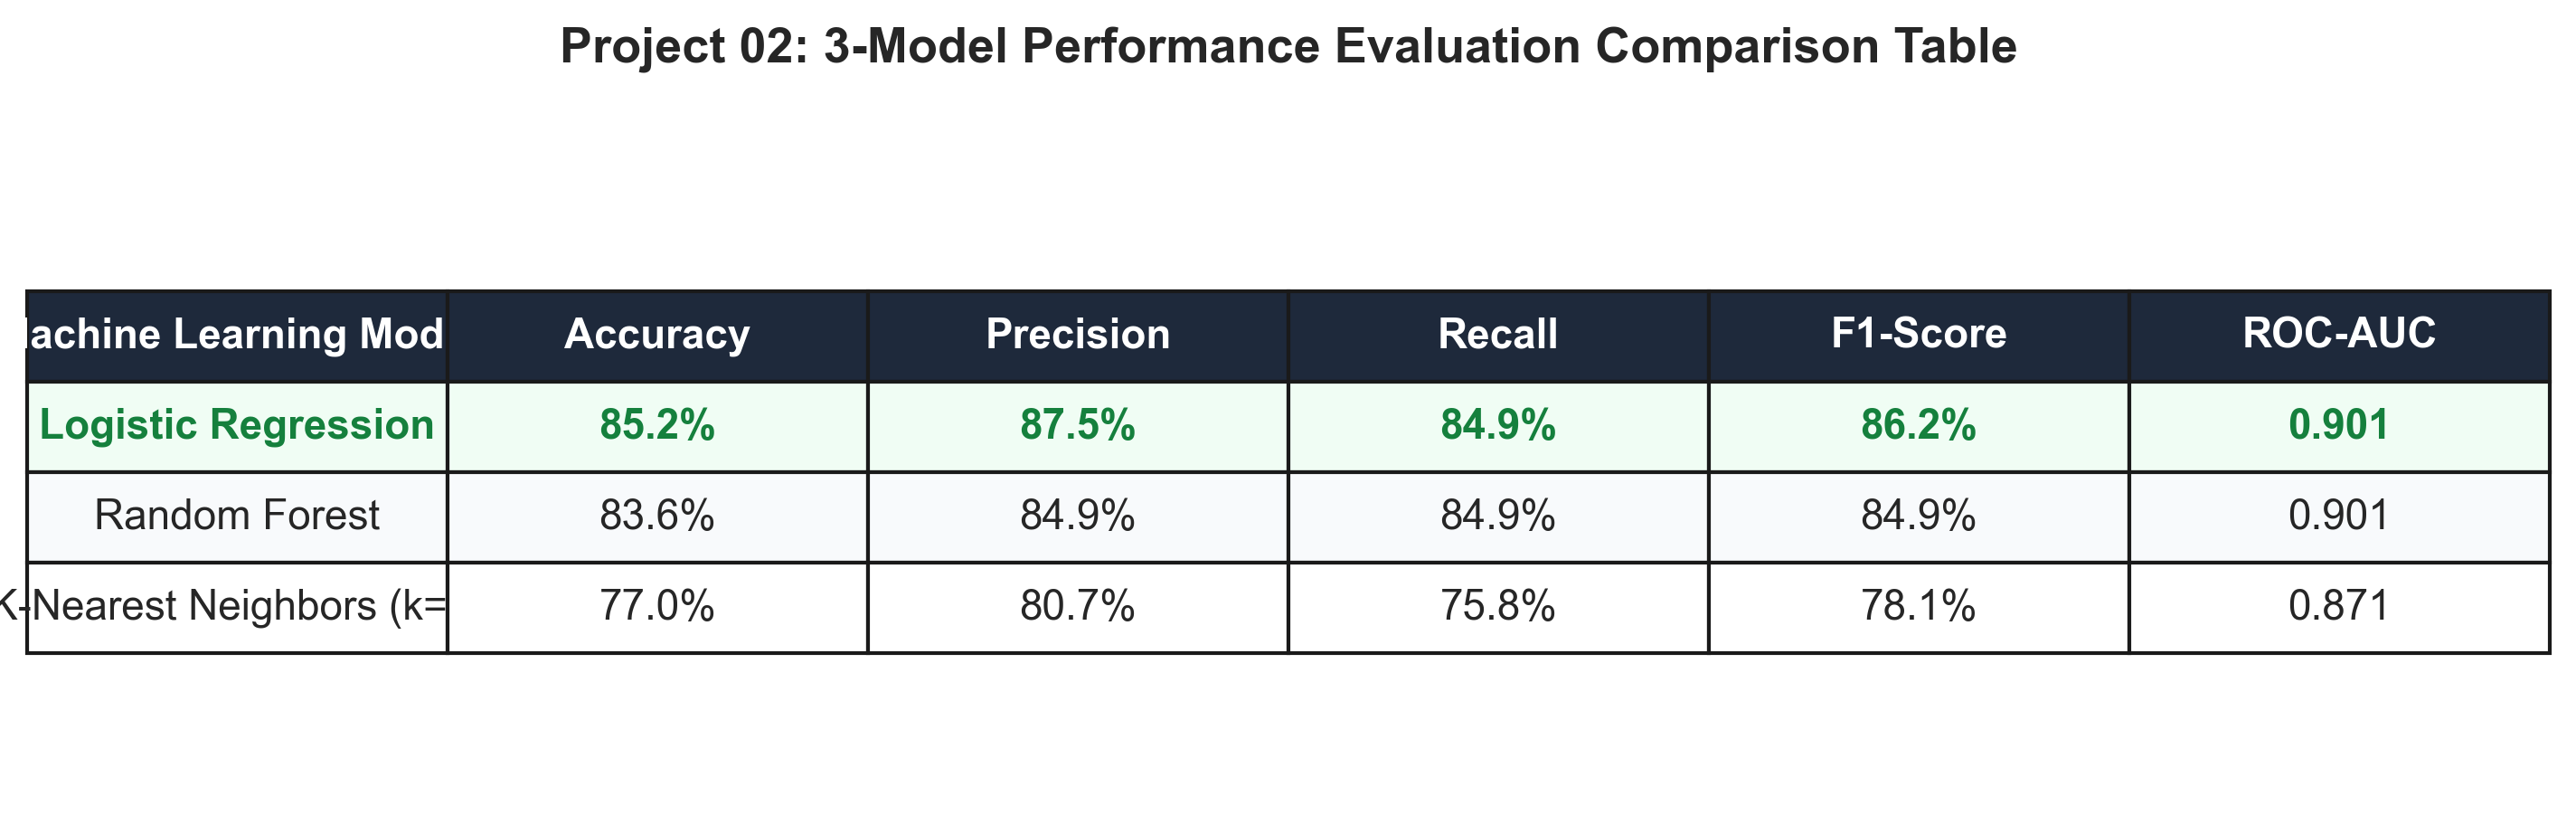 Project 02: 3-Model Performance Evaluation Comparison Table
achine Learning Mod Accuracy Precision Recall F1-Score ROC-AUC
Logistic Regression 85.2% 87.5% 84.9% 86.2% 0.901
Random Forest 83.6% 84.9% 84.9% 84.9% 0.901
K-Nearest Neighbors (k= 77.0% 80.7% 75.8% 78.1% 0.871